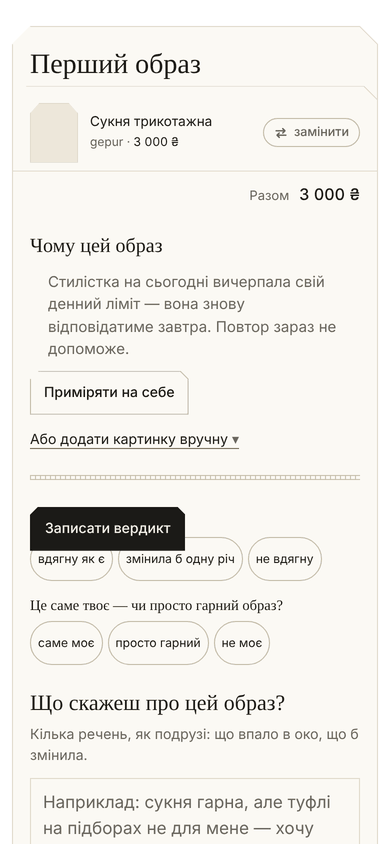 Перший образ
Сукня трикотажна
gepur · 3 000 ₴
⇄ замінити
Разом 3 000 ₴
Чому цей образ
Стилістка на сьогодні вичерпала свій
денний ліміт — вона знову
відповідатиме завтра. Повтор зараз не
допоможе.
Приміряти на себе
Або додати картинку вручну ▾
Записати вердикт
вдягну як є
змінила б одну річ
не вдягну
Це саме твоє — чи просто гарний образ?
саме моє
просто гарний
не моє
Що скажеш про цей образ?
Кілька речень, як подрузі: що впало в око, що б
змінила.
Наприклад: сукня гарна, але туфлі
на підборах не для мене — хочу